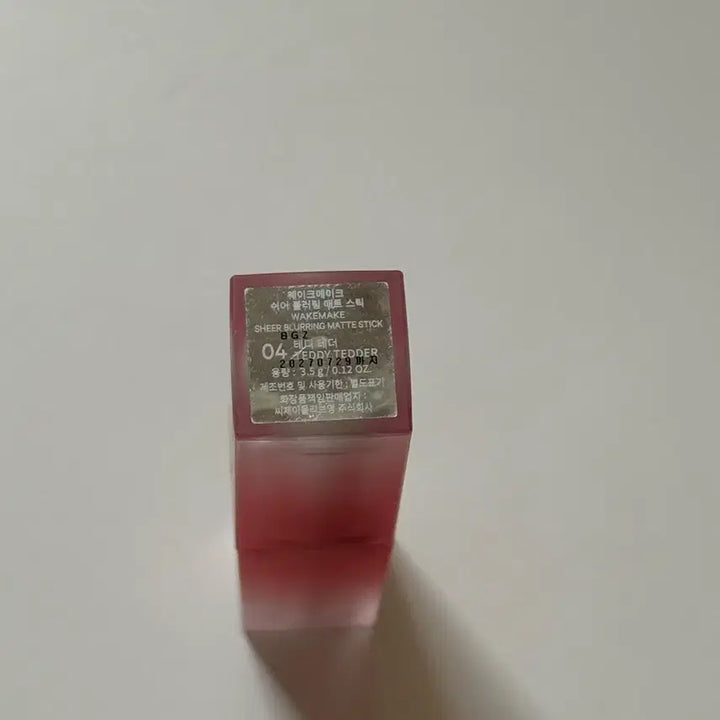 웨이크메이크
쉬어 블러링 매트 스틱
WAKEMAKE
SHEER BLURRING MATTE STICK
BGZ
04 테디 테더
TEDDY TEDDER
20270729까지
용량 : 3.5 g / 0.12 OZ.
제조번호 및 사용기한 : 별도표기
화장품책임판매업자 :
씨제이올리브영 주식회사